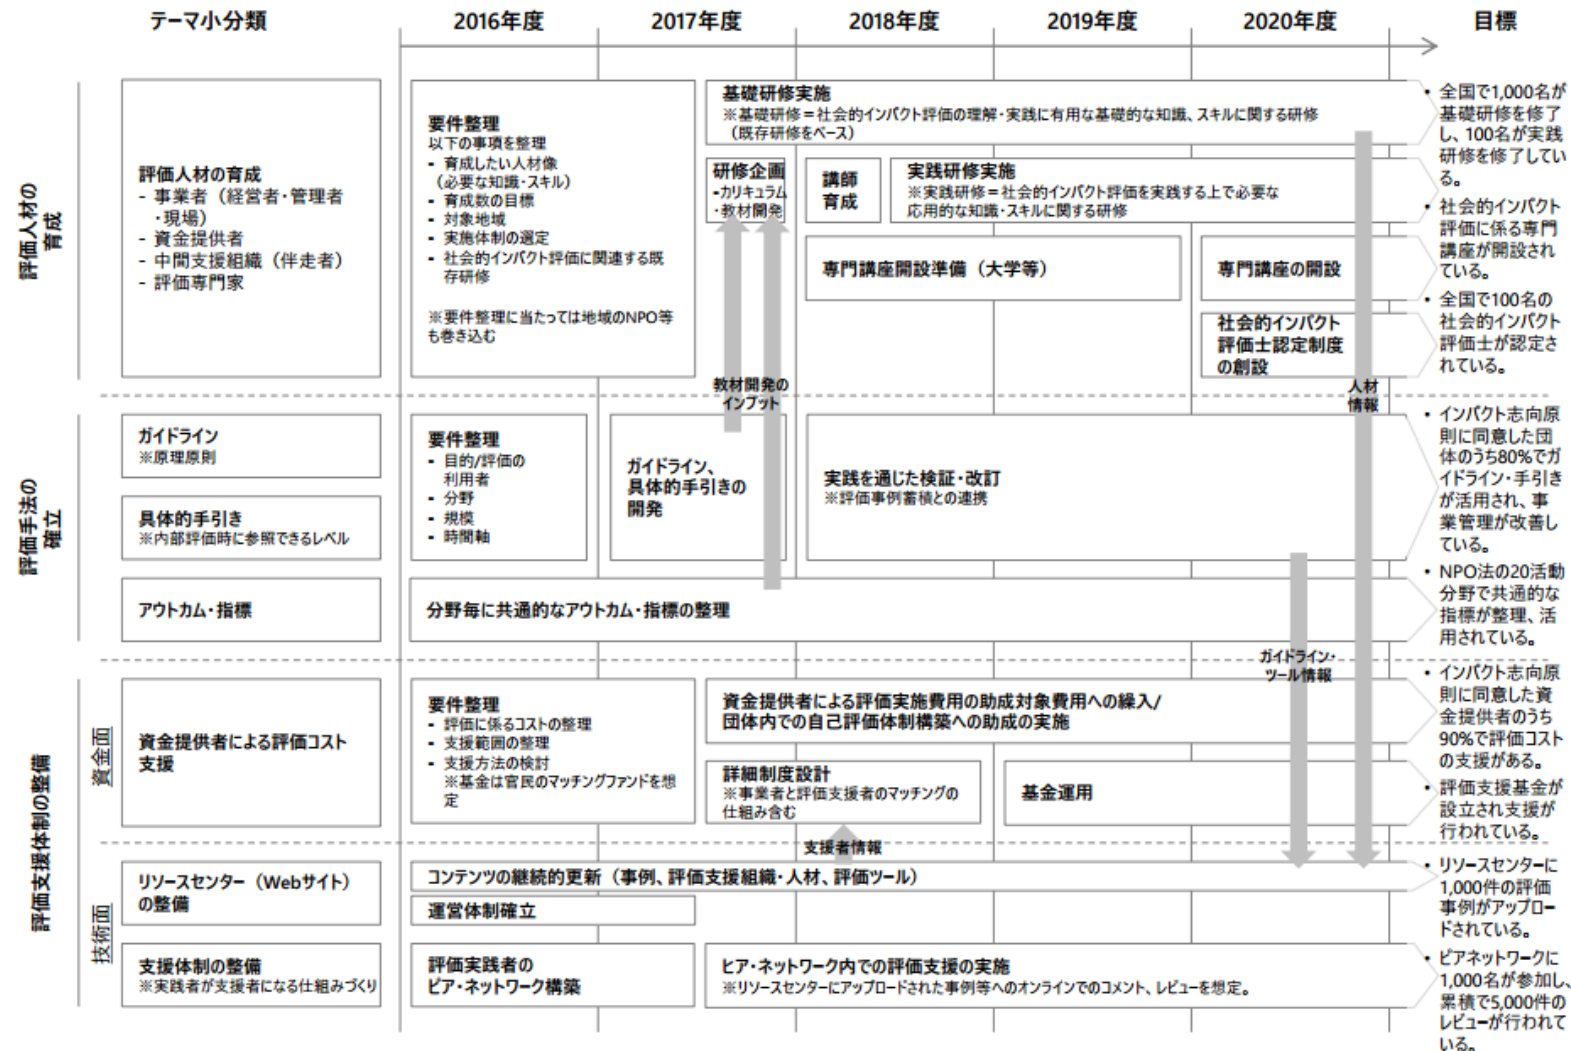 テーマ小分類
2016年度
2017年度
2018年度
2019年度
2020年度
目標
評価人材の
育成
評価人材の育成
- 事業者（経営者・管理者
・現場）
- 資金提供者
- 中間支援組織（伴走者）
- 評価専門家
要件整理
以下の事項を整理
- 育成したい人材像
（必要な知識・スキル）
- 育成数の目標
- 対象地域
- 実施体制の選定
- 社会的インパクト評価に関連する既
存研修
※要件整理に当たっては地域のNPO等
も巻き込む
基礎研修実施
※基礎研修＝社会的インパクト評価の理解・実践に有用な基礎的な知識、スキルに関する研修
（既存研修をベース）
研修企画
-カリキュラム
・教材開発
講師
育成
実践研修実施
※実践研修＝社会的インパクト評価を実践する上で必要な
応用的な知識・スキルに関する研修
専門講座開設準備（大学等）
専門講座の開設
社会的インパクト
評価士認定制度
の創設
• 全国で1,000名が
基礎研修を修了
し、100名が実践
研修を修了してい
る。
• 社会的インパクト
評価に係る専門
講座が開設され
ている。
• 全国で100名の
社会的インパクト
評価士が認定さ
れている。
教材開発の
インプット
人材
情報
評価手法の
確立
ガイドライン
※原理原則
具体的手引き
※内部評価時に参照できるレベル
アウトカム・指標
要件整理
- 目的/評価の
利用者
- 分野
- 規模
- 時間軸
ガイドライン、
具体的手引きの
開発
実践を通じた検証・改訂
※評価事例蓄積との連携
分野毎に共通的なアウトカム・指標の整理
• インパクト志向原
則に同意した団
体のうち80%でガ
イドライン・手引き
が活用され、事
業管理が改善し
ている。
• NPO法の20活動
分野で共通的な
指標が整理、活
用されている。
ガイドライン・
ツール情報
評価支援体制の整備
資金面
資金提供者による評価コスト
支援
要件整理
- 評価に係るコストの整理
- 支援範囲の整理
- 支援方法の検討
※基金は官民のマッチングファンドを想
定
資金提供者による評価実施費用の助成対象費用への繰入/
団体内での自己評価体制構築への助成の実施
詳細制度設計
※事業者と評価支援者のマッチングの
仕組み含む
基金運用
• インパクト志向原
則に同意した資
金提供者のうち
90%で評価コスト
の支援がある。
• 評価支援基金が
設立され支援が
行われている。
支援者情報
技術面
リソースセンター（Webサイト）
の整備
コンテンツの継続的更新（事例、評価支援組織・人材、評価ツール）
運営体制確立
支援体制の整備
※実践者が支援者になる仕組みづくり
評価実践者の
ピア・ネットワーク構築
ピア・ネットワーク内での評価支援の実施
※リソースセンターにアップロードされた事例等へのオンラインでのコメント、レビューを想定。
• リソースセンターに
1,000件の評価
事例がアップロー
ドされている。
• ピアネットワークに
1,000名が参加し、
累積で5,000件の
レビューが行われて
いる。